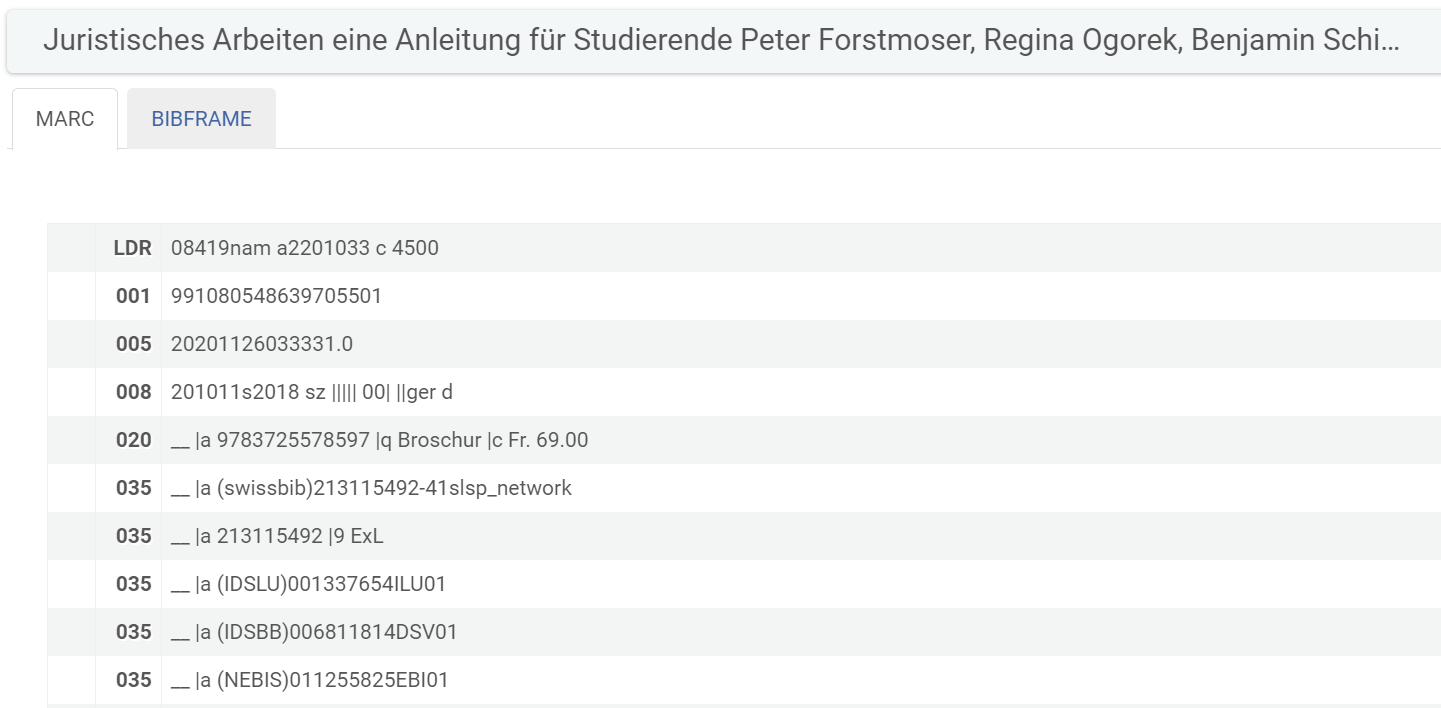 Juristisches Arbeiten eine Anleitung für Studierende Peter Forstmoser, Regina Ogorek, Benjamin Schi...
MARC
BIBFRAME
LDR 08419nam a2201033 c 4500
001 991080548639705501
005 20201126033331.0
008 201011s2018 sz ||||| 00| ||ger d
020 __ |a 9783725578597 |q Broschur |c Fr. 69.00
035 __ |a (swissbib)213115492-41slsp_network
035 __ |a 213115492 |9 ExL
035 __ |a (IDSLU)001337654ILU01
035 __ |a (IDSBB)006811814DSV01
035 __ |a (NEBIS)011255825EBI01